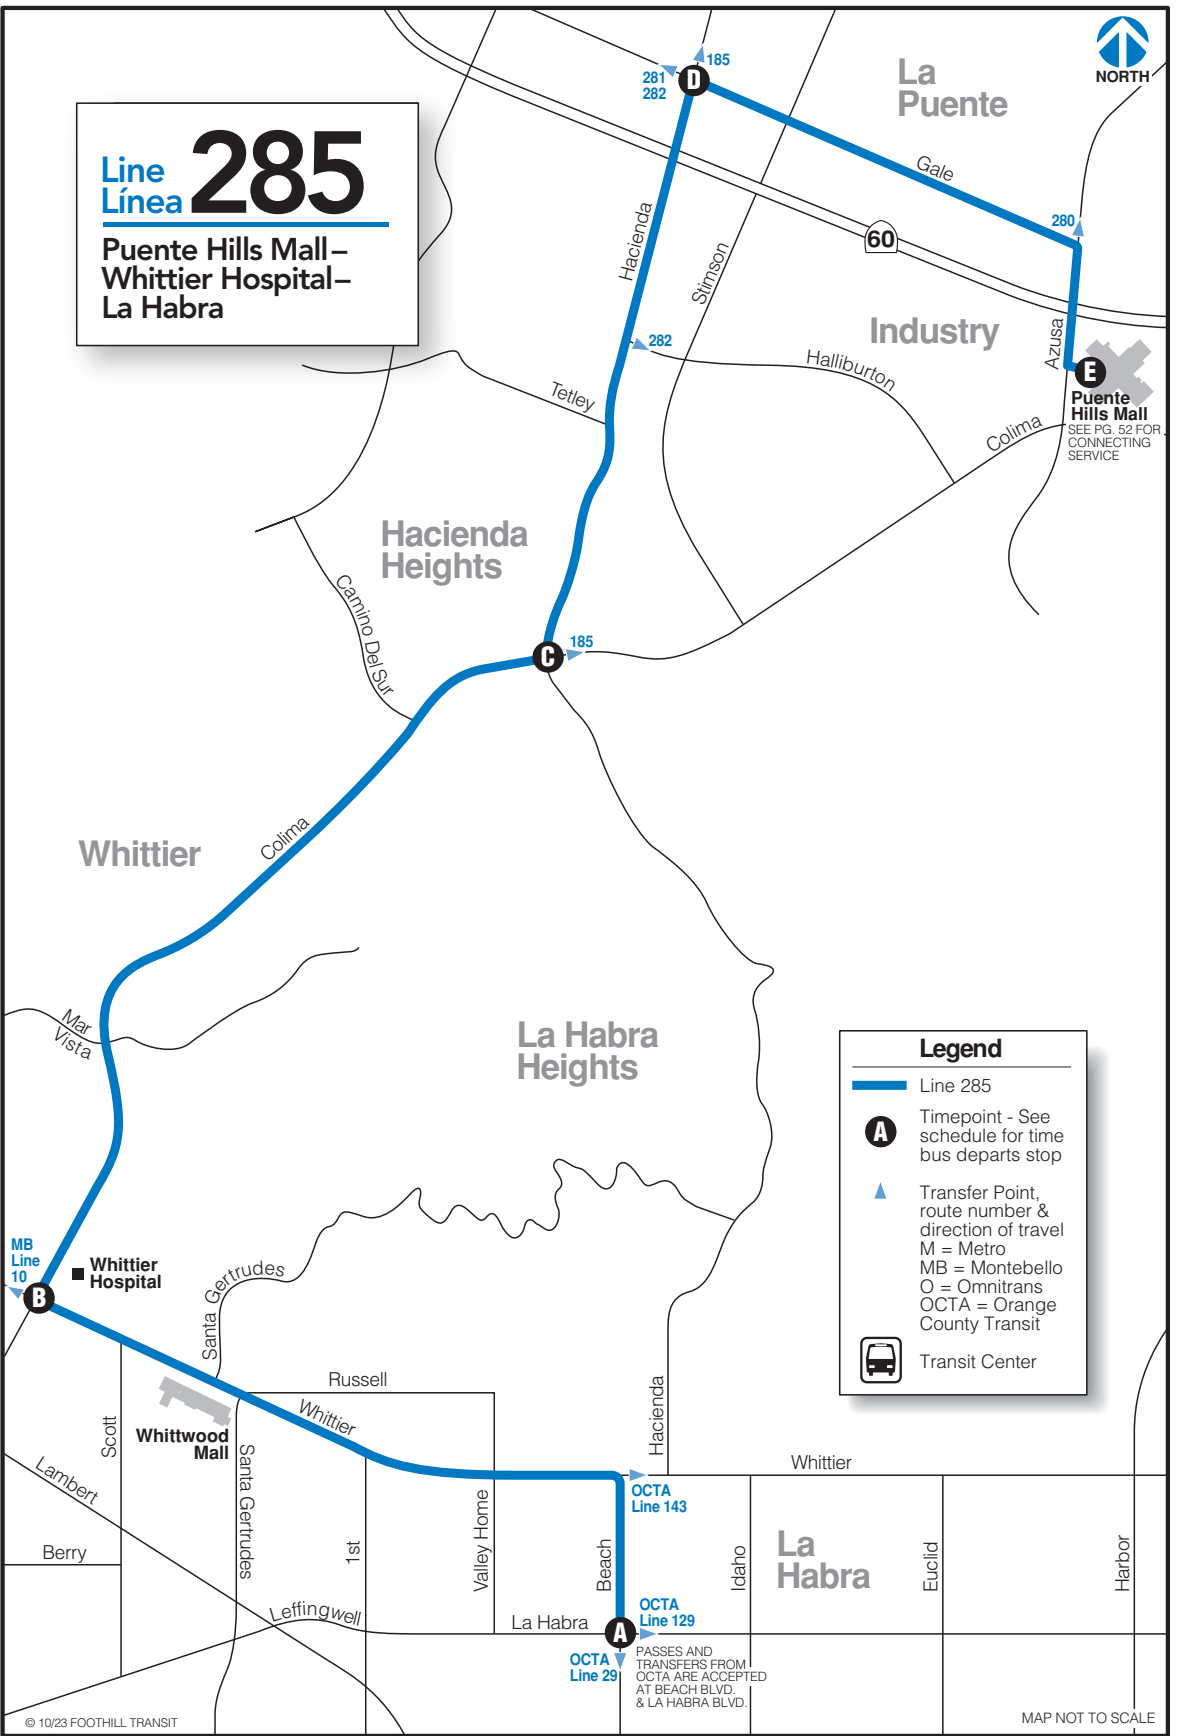 185
281
282
D
La
Puente
NORTH
Line
Línea
285
Puente Hills Mall–
Whittier Hospital–
La Habra
Gale
280
60
Hacienda
Stimson
Industry
Azusa
282
Halliburton
E
Puente
Hills Mall
SEE PG. 52 FOR
CONNECTING
SERVICE
Tetley
Colima
Hacienda
Heights
Camino Del Sur
C
185
Whittier
Colima
Mar
Vista
La Habra
Heights
Legend
Line 285
A
Timepoint - See
schedule for time
bus departs stop
Transfer Point,
route number &
direction of travel
M = Metro
MB = Montebello
O = Omnitrans
OCTA = Orange
County Transit
Transit Center
MB
Line
10
B
Whittier
Hospital
Santa Gertrudes
Russell
Whittier
Whittwood
Mall
Scott
Lambert
Santa Gertrudes
Hacienda
Whittier
OCTA
Line 143
Berry
1st
Valley Home
Beach
Idaho
La
Habra
Euclid
Harbor
Leffingwell
La Habra
A
OCTA
Line 129
OCTA
Line 29
PASSES AND
TRANSFERS FROM
OCTA ARE ACCEPTED
AT BEACH BLVD.
& LA HABRA BLVD.
© 10/23 FOOTHILL TRANSIT
MAP NOT TO SCALE